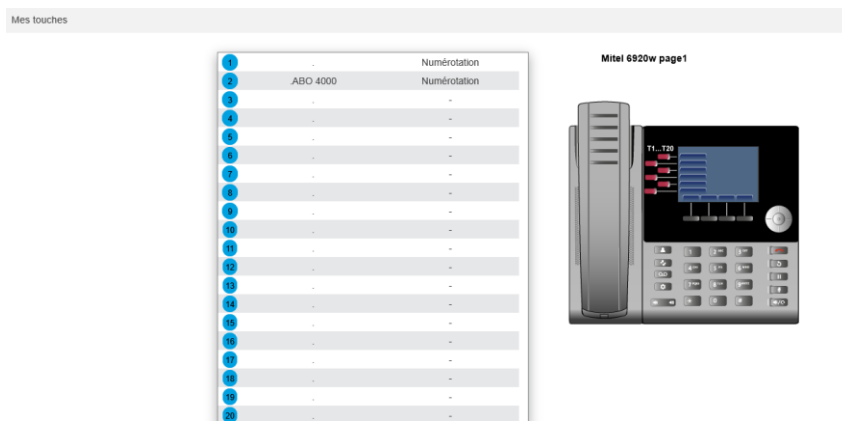 Mes touches
Mitel 6920w page1
1 . Numérotation
2 .ABO 4000 Numérotation
3 . -
4 . -
5 . -
6 . -
7 . -
8 . -
9 . -
10 . -
11 . -
12 . -
13 . -
14 . -
15 . -
16 . -
17 . -
18 . -
19 . -
20 . -
T1...T20